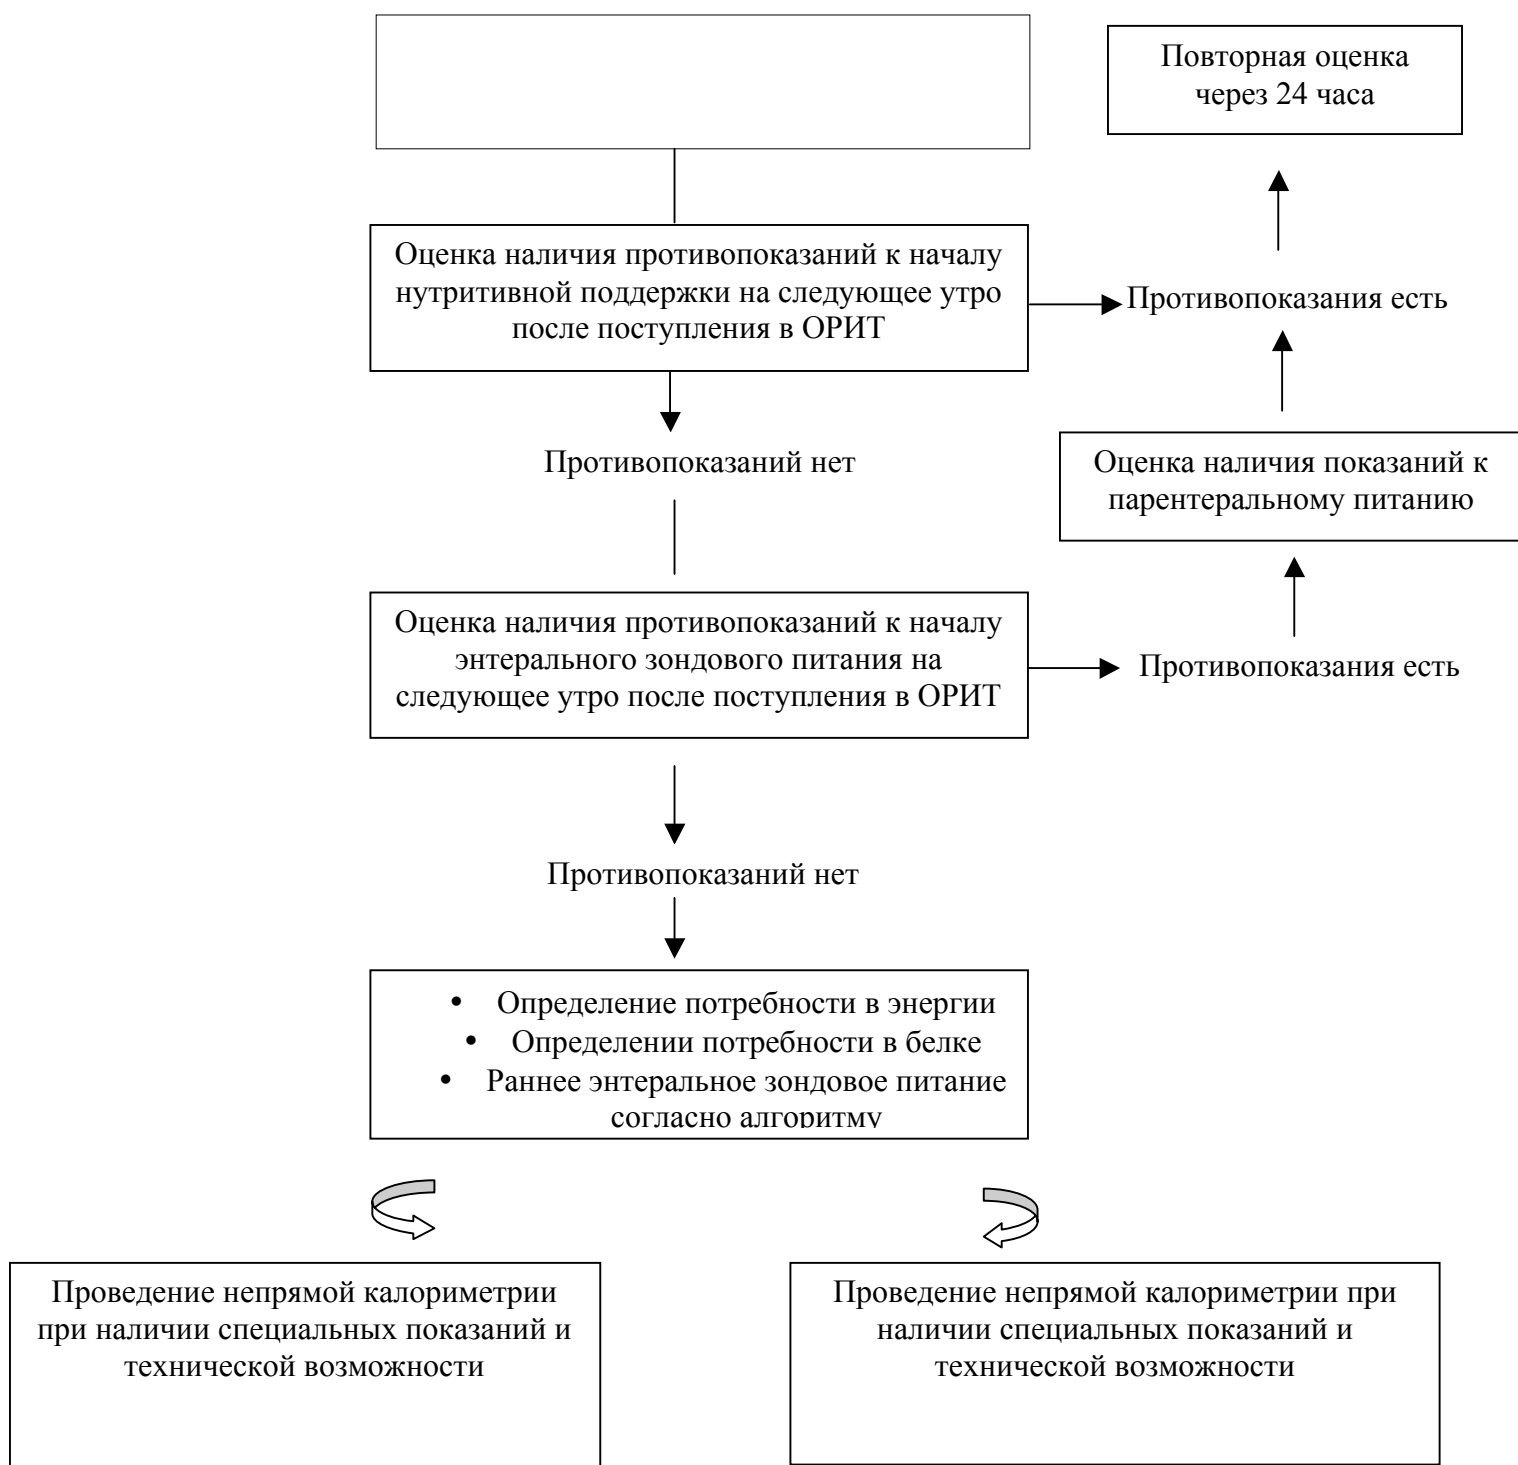 Повторная оценка
через 24 часа
Оценка наличия противопоказаний к началу
нутритивной поддержки на следующее утро
после поступления в ОРИТ
Противопоказания есть
Противопоказаний нет
Оценка наличия показаний к
парентеральному питанию
Оценка наличия противопоказаний к началу
энтерального зондового питания на
следующее утро после поступления в ОРИТ
Противопоказания есть
Противопоказаний нет
• Определение потребности в энергии
• Определении потребности в белке
• Раннее энтеральное зондовое питание
согласно алгоритму
Проведение непрямой калориметрии
при наличии специальных показаний и
технической возможности
Проведение непрямой калориметрии при
наличии специальных показаний и
технической возможности